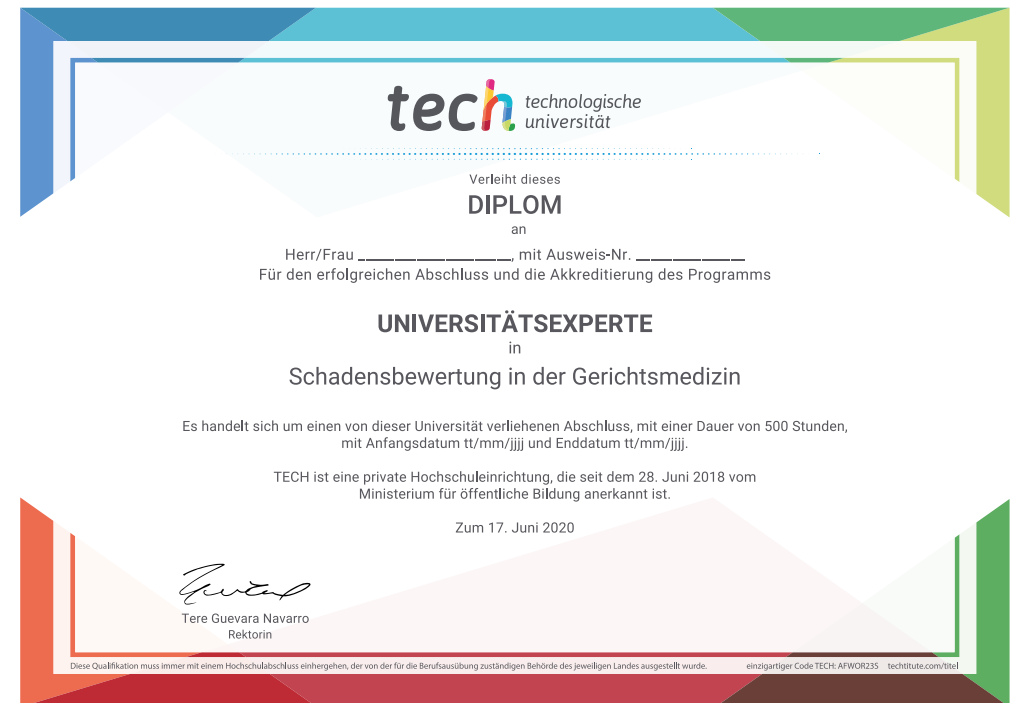 tech technologische
universität
Verleiht dieses
DIPLOM
an
Herr/Frau ____________________, mit Ausweis-Nr. ______________
Für den erfolgreichen Abschluss und die Akkreditierung des Programms
UNIVERSITÄTSEXPERTE
in
Schadensbewertung in der Gerichtsmedizin
Es handelt sich um einen von dieser Universität verliehenen Abschluss, mit einer Dauer von 500 Stunden,
mit Anfangsdatum tt/mm/jjjj und Enddatum tt/mm/jjjj.
TECH ist eine private Hochschuleinrichtung, die seit dem 28. Juni 2018 vom
Ministerium für öffentliche Bildung anerkannt ist.
Zum 17. Juni 2020
Tere Guevara Navarro
Rektorin
Diese Qualifikation muss immer mit einem Hochschulabschluss einhergehen, der von der für die Berufsausübung zuständigen Behörde des jeweiligen Landes ausgestellt wurde. einzigartiger Code TECH: AFWOR23S techtitute.com/titel